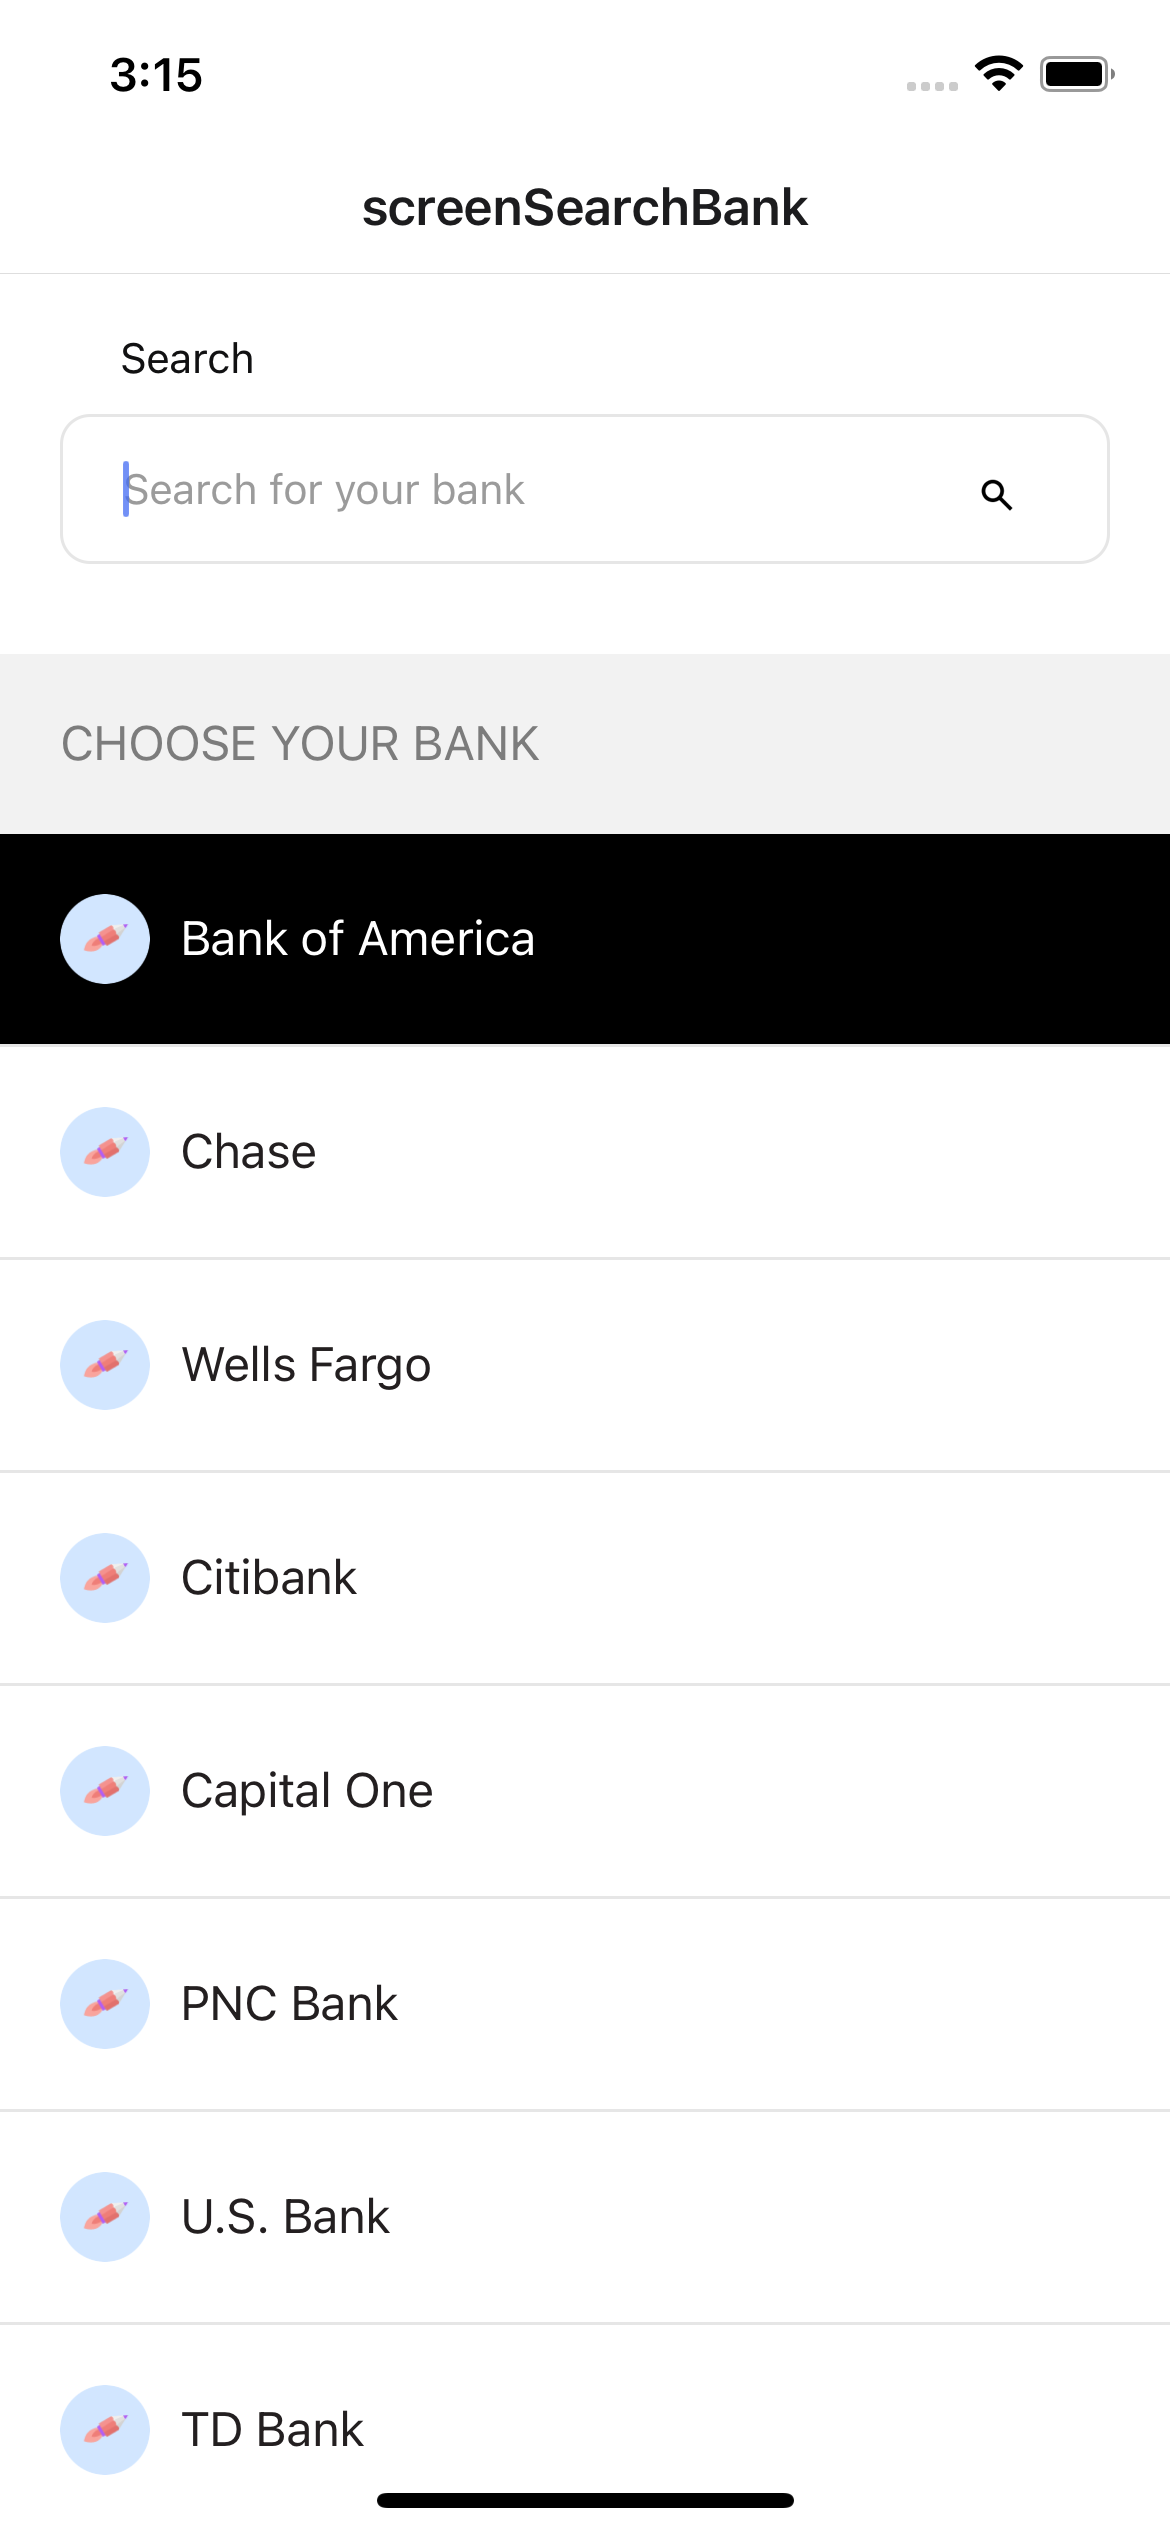 3:15
screenSearchBank
Search
Search for your bank
CHOOSE YOUR BANK
Bank of America
Chase
Wells Fargo
Citibank
Capital One
PNC Bank
U.S. Bank
TD Bank